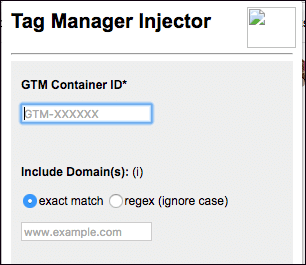 Tag Manager Injector
GTM Container ID*
GTM-XXXXXX
Include Domain(s): (i)
exact match regex (ignore case)
www.example.com